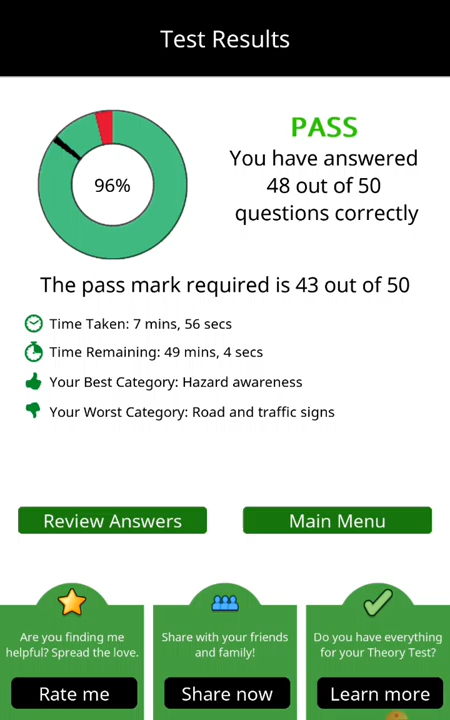 Test Results
96%
PASS
You have answered
48 out of 50
questions correctly
The pass mark required is 43 out of 50
Time Taken: 7 mins, 56 secs
Time Remaining: 49 mins, 4 secs
Your Best Category: Hazard awareness
Your Worst Category: Road and traffic signs
Review Answers
Main Menu
Are you finding me
helpful? Spread the love.
Rate me
Share with your friends
and family!
Share now
Do you have everything
for your Theory Test?
Learn more